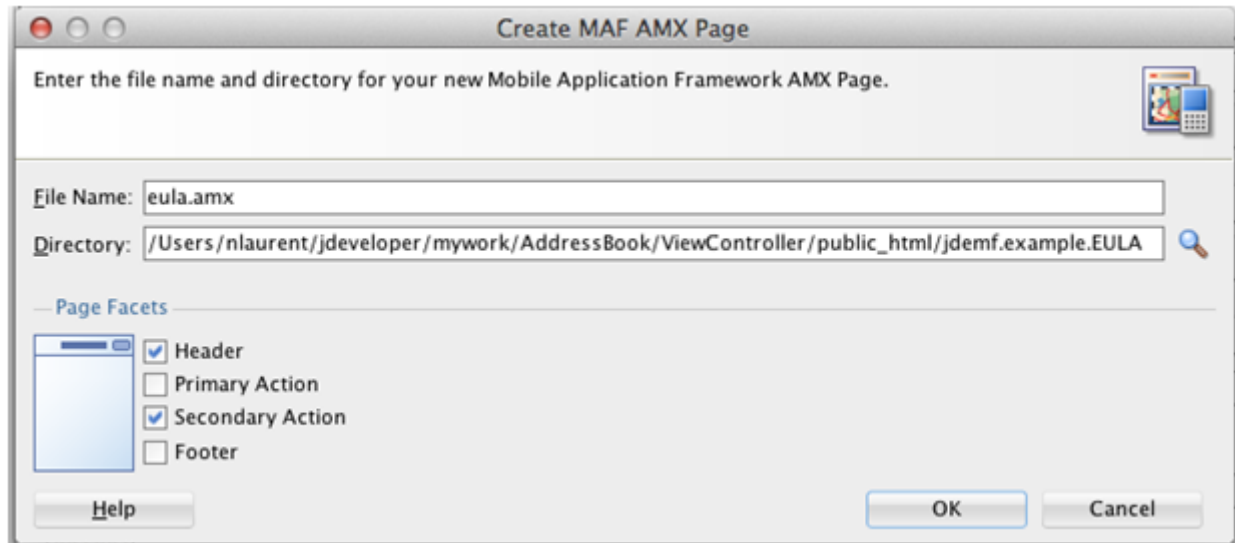 Create MAF AMX Page
Enter the file name and directory for your new Mobile Application Framework AMX Page.
File Name: eula.amx
Directory: /Users/nlaurent/jdeveloper/mywork/AddressBook/ViewController/public_html/jdemf.example.EULA
Page Facets
Header
Primary Action
Secondary Action
Footer
Help OK Cancel